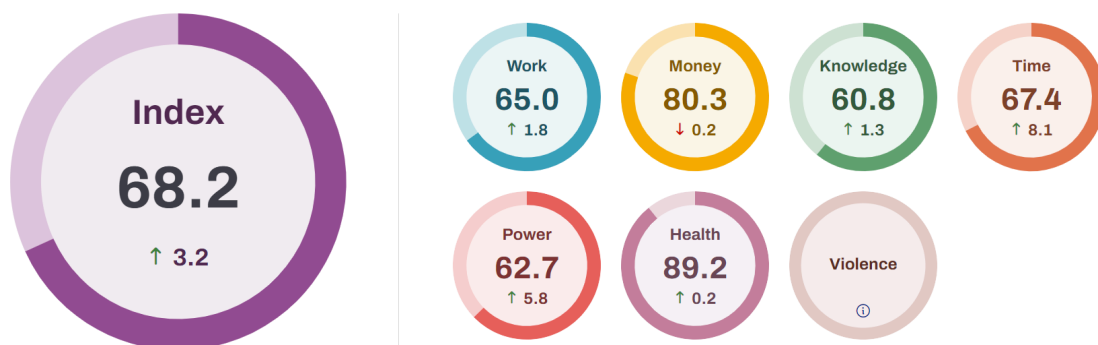 Index
68.2
↑ 3.2
Work
65.0
↑ 1.8
Money
80.3
↓ 0.2
Knowledge
60.8
↑ 1.3
Time
67.4
↑ 8.1
Power
62.7
↑ 5.8
Health
89.2
↑ 0.2
Violence